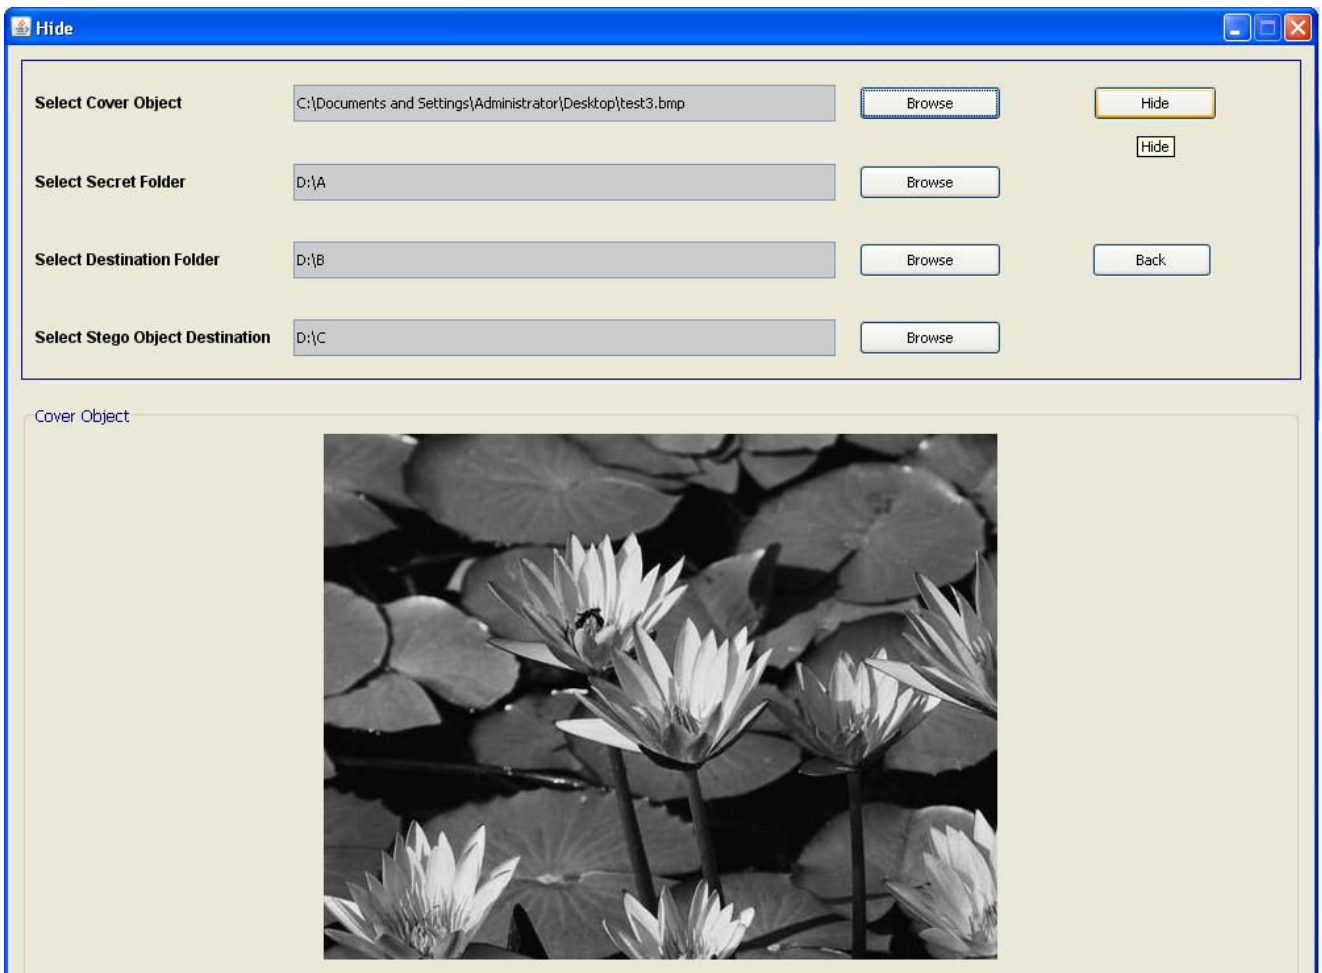 Hide
Select Cover Object C:\Documents and Settings\Administrator\Desktop\test3.bmp Browse Hide
Hide
Select Secret Folder D:\A Browse
Select Destination Folder D:\B Browse Back
Select Stego Object Destination D:\C Browse
Cover Object